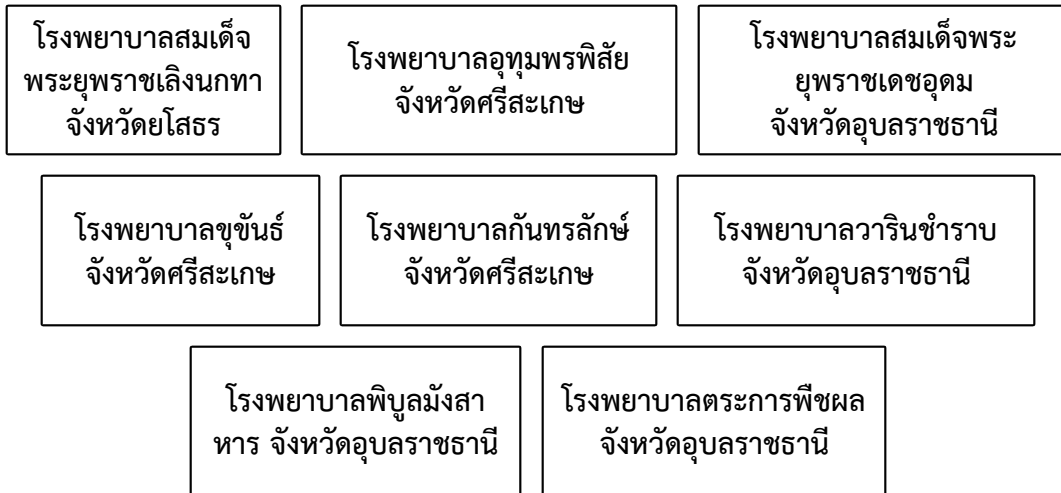 โรงพยาบาลสมเด็จ
พระยุพราชเลิงนกทา
จังหวัดยโสธร
โรงพยาบาลอุทุมพรพิสัย
จังหวัดศรีสะเกษ
โรงพยาบาลสมเด็จพระ
ยุพราชเดชอุดม
จังหวัดอุบลราชธานี
โรงพยาบาลขุขันธ์
จังหวัดศรีสะเกษ
โรงพยาบาลกันทรลักษ์
จังหวัดศรีสะเกษ
โรงพยาบาลวารินชำราบ
จังหวัดอุบลราชธานี
โรงพยาบาลพิบูลมังสา
หาร จังหวัดอุบลราชธานี
โรงพยาบาลตระการพืชผล
จังหวัดอุบลราชธานี